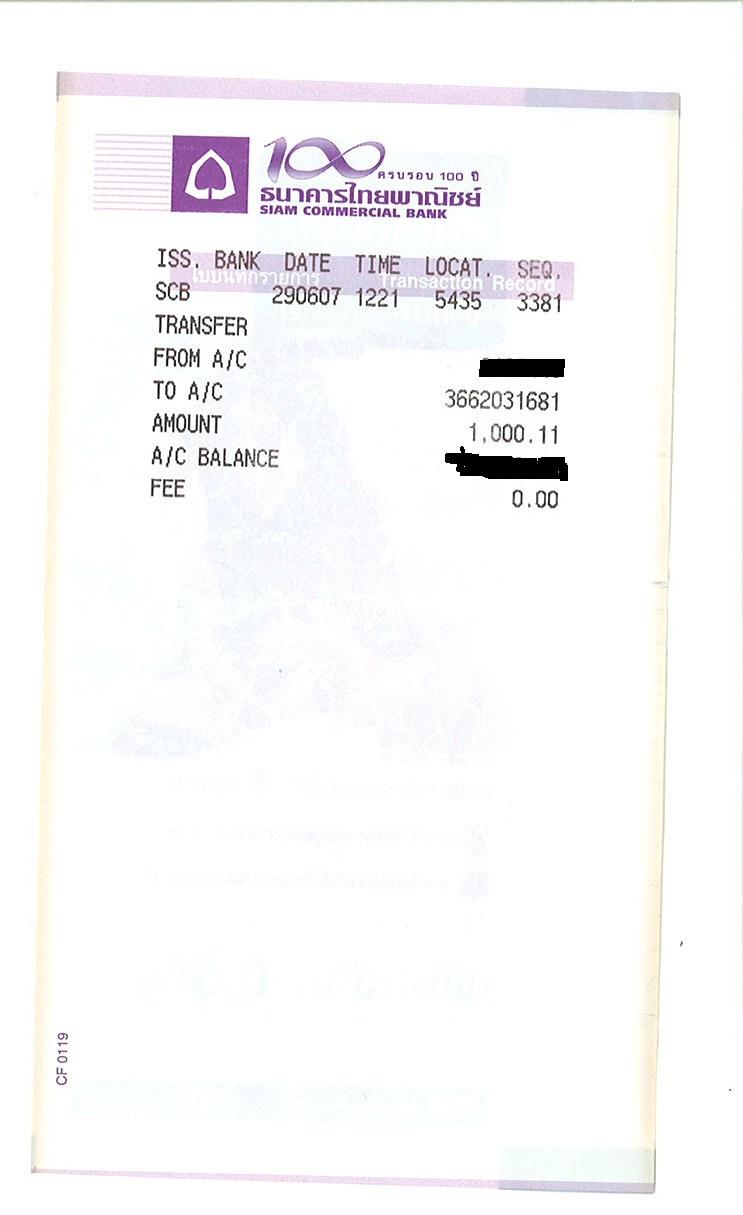 100 ครบรอบ 100 ปี
ธนาคารไทยพาณิชย์
SIAM COMMERCIAL BANK
ใบบันทึกรายการ Transaction Record
ISS. BANK DATE TIME LOCAT. SEQ.
SCB 290607 1221 5435 3381
TRANSFER
FROM A/C
TO A/C 3662031681
AMOUNT 1,000.11
A/C BALANCE
FEE 0.00
CF 0119